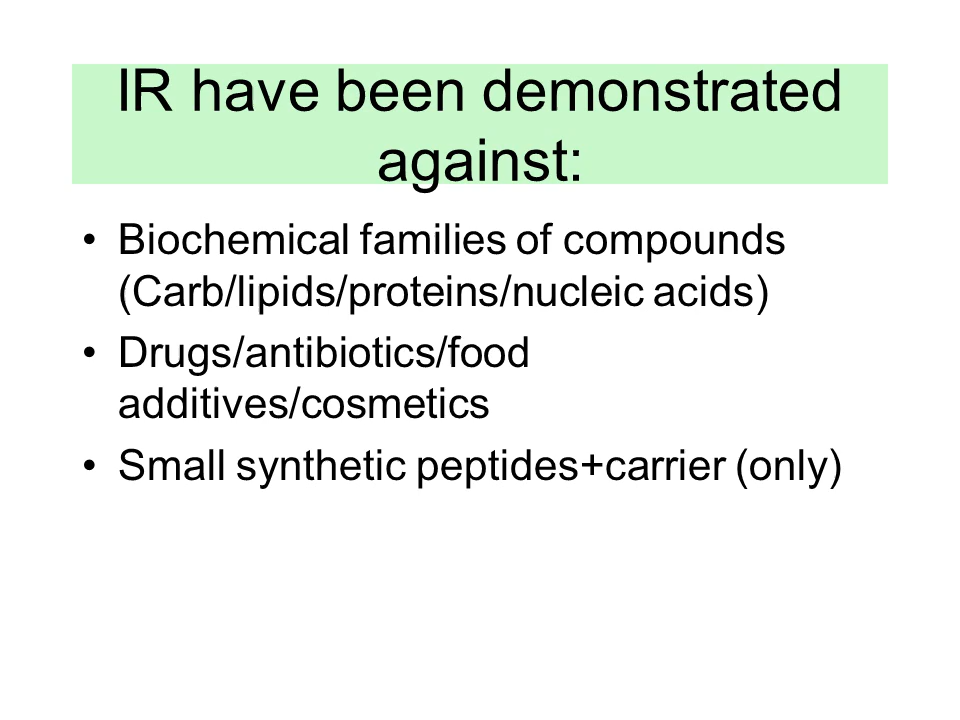 IR have been demonstrated
against:
• Biochemical families of compounds
(Carb/lipids/proteins/nucleic acids)
• Drugs/antibiotics/food
additives/cosmetics
• Small synthetic peptides+carrier (only)